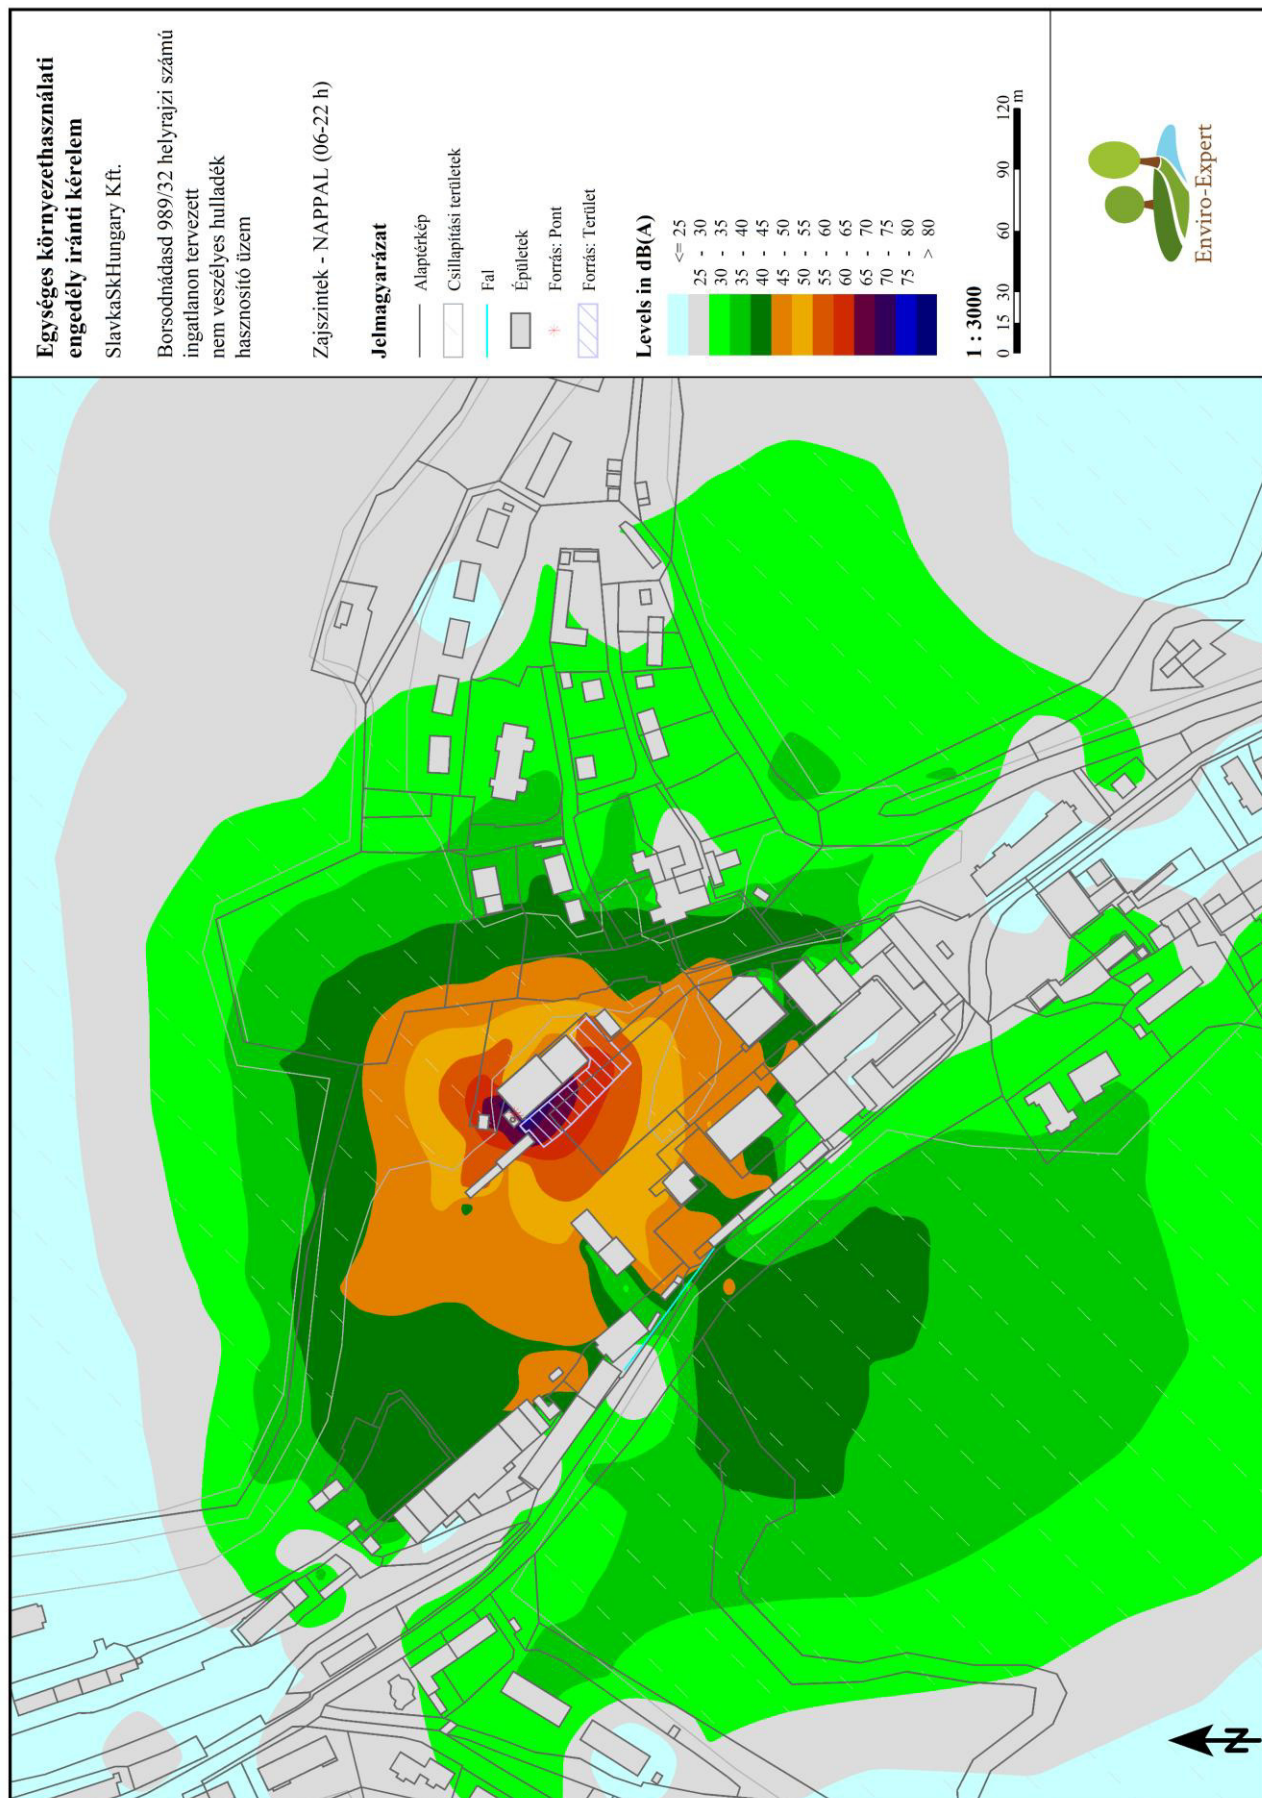 Egységes környezethasználati
engedély iránti kérelem
SlavkaSkHungary Kft.
Borsodnádasd 989/32 helyrajzi számú
ingatlanon tervezett
nem veszélyes hulladék
hasznosító üzem
Zajszintek - NAPPAL (06-22 h)
Jelmagyarázat
Alaptérkép
Csillapítási területek
Fal
Épületek
Forrás: Pont
Forrás: Terület
Levels in dB(A)
<= 25
25 - 30
30 - 35
35 - 40
40 - 45
45 - 50
50 - 55
55 - 60
60 - 65
65 - 70
70 - 75
75 - 80
> 80
1 : 3000
0 15 30 60 90 120
m
Enviro-Expert
N